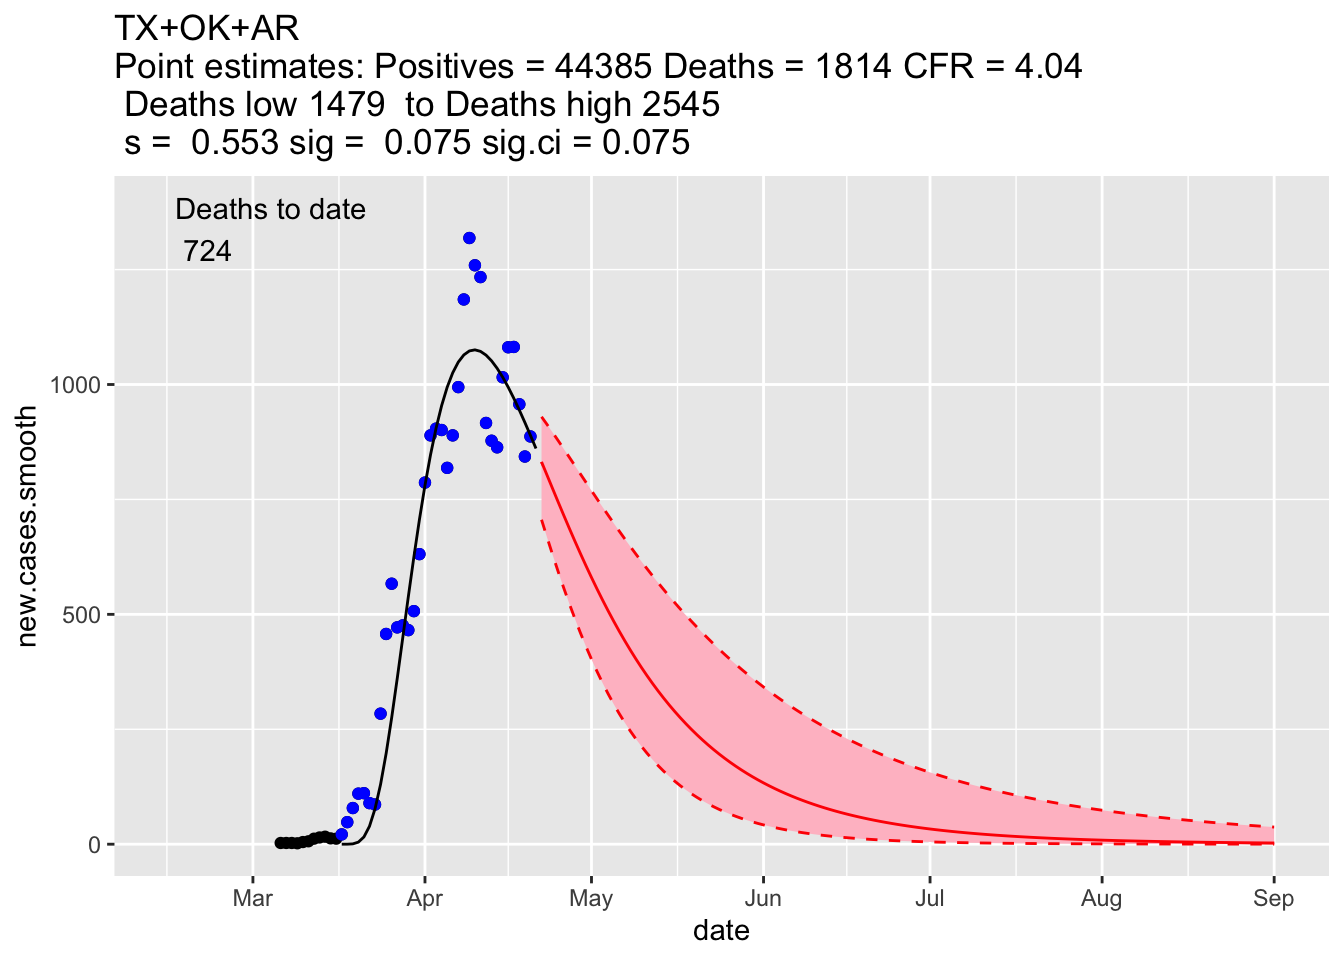 TX+OK+AR
Point estimates: Positives = 44385 Deaths = 1814 CFR = 4.04
Deaths low 1479 to Deaths high 2545
s = 0.553 sig = 0.075 sig.ci = 0.075
Deaths to date
724
1000
500
0
new.cases.smooth
Mar Apr May Jun Jul Aug Sep
date